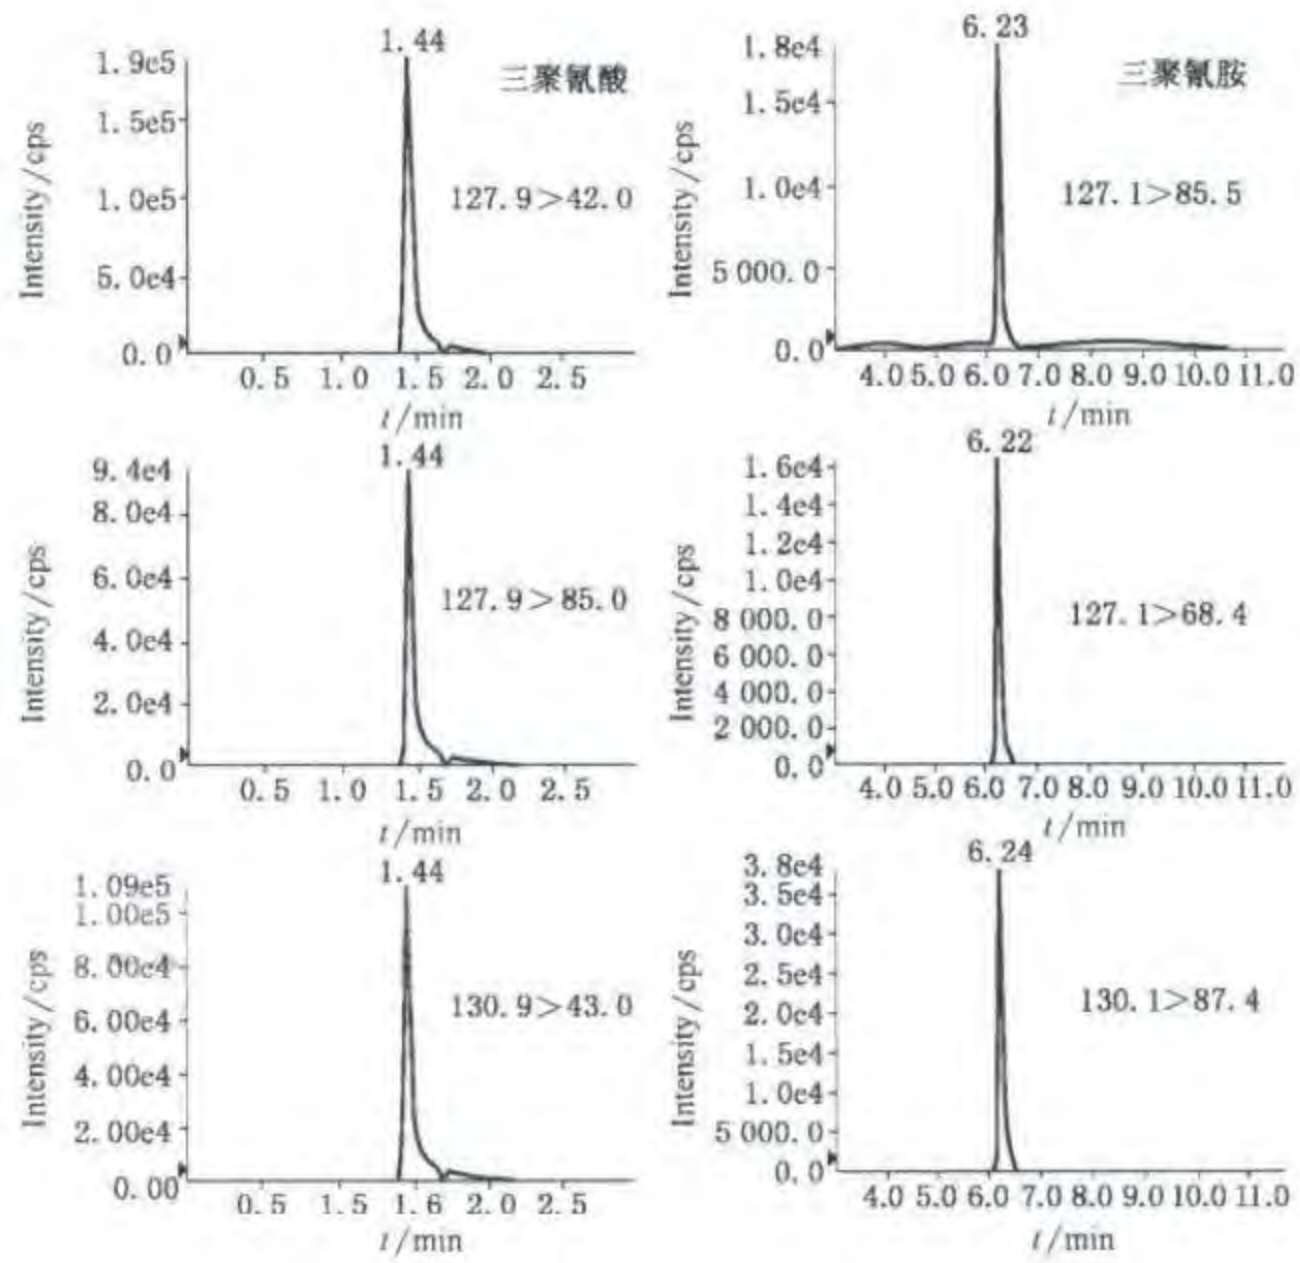 1.44
三聚氰酸
127.9>42.0
Intensity/cps
1.9e5
1.5e5
1.0e5
5.0e4
0.0
0.5 1.0 1.5 2.0 2.5
t/min
6.23
三聚氰胺
127.1>85.5
Intensity/cps
1.8e4
1.5e4
1.0e4
5 000.0
0.0
4.0 5.0 6.0 7.0 8.0 9.0 10.0 11.0
t/min
1.44
127.9>85.0
Intensity/cps
9.4e4
8.0e4
6.0e4
4.0e4
2.0e4
0.0
0.5 1.0 1.5 2.0 2.5
t/min
6.22
127.1>68.4
Intensity/cps
1.6e4
1.4e4
1.2e4
1.0e4
8 000.0
6 000.0
4 000.0
2 000.0
0.0
4.0 5.0 6.0 7.0 8.0 9.0 10.0 11.0
t/min
1.44
130.9>43.0
Intensity/cps
1.09e5
1.00e5
8.00e4
6.00e4
4.00e4
2.00e4
0.00
0.5 1.5 1.6 2.0 2.5
t/min
6.24
130.1>87.4
Intensity/cps
3.8e4
3.5e4
3.0e4
2.5e4
2.0e4
1.5e4
1.0e4
5 000.0
0.0
4.0 5.0 6.0 7.0 8.0 9.0 10.0 11.0
t/min